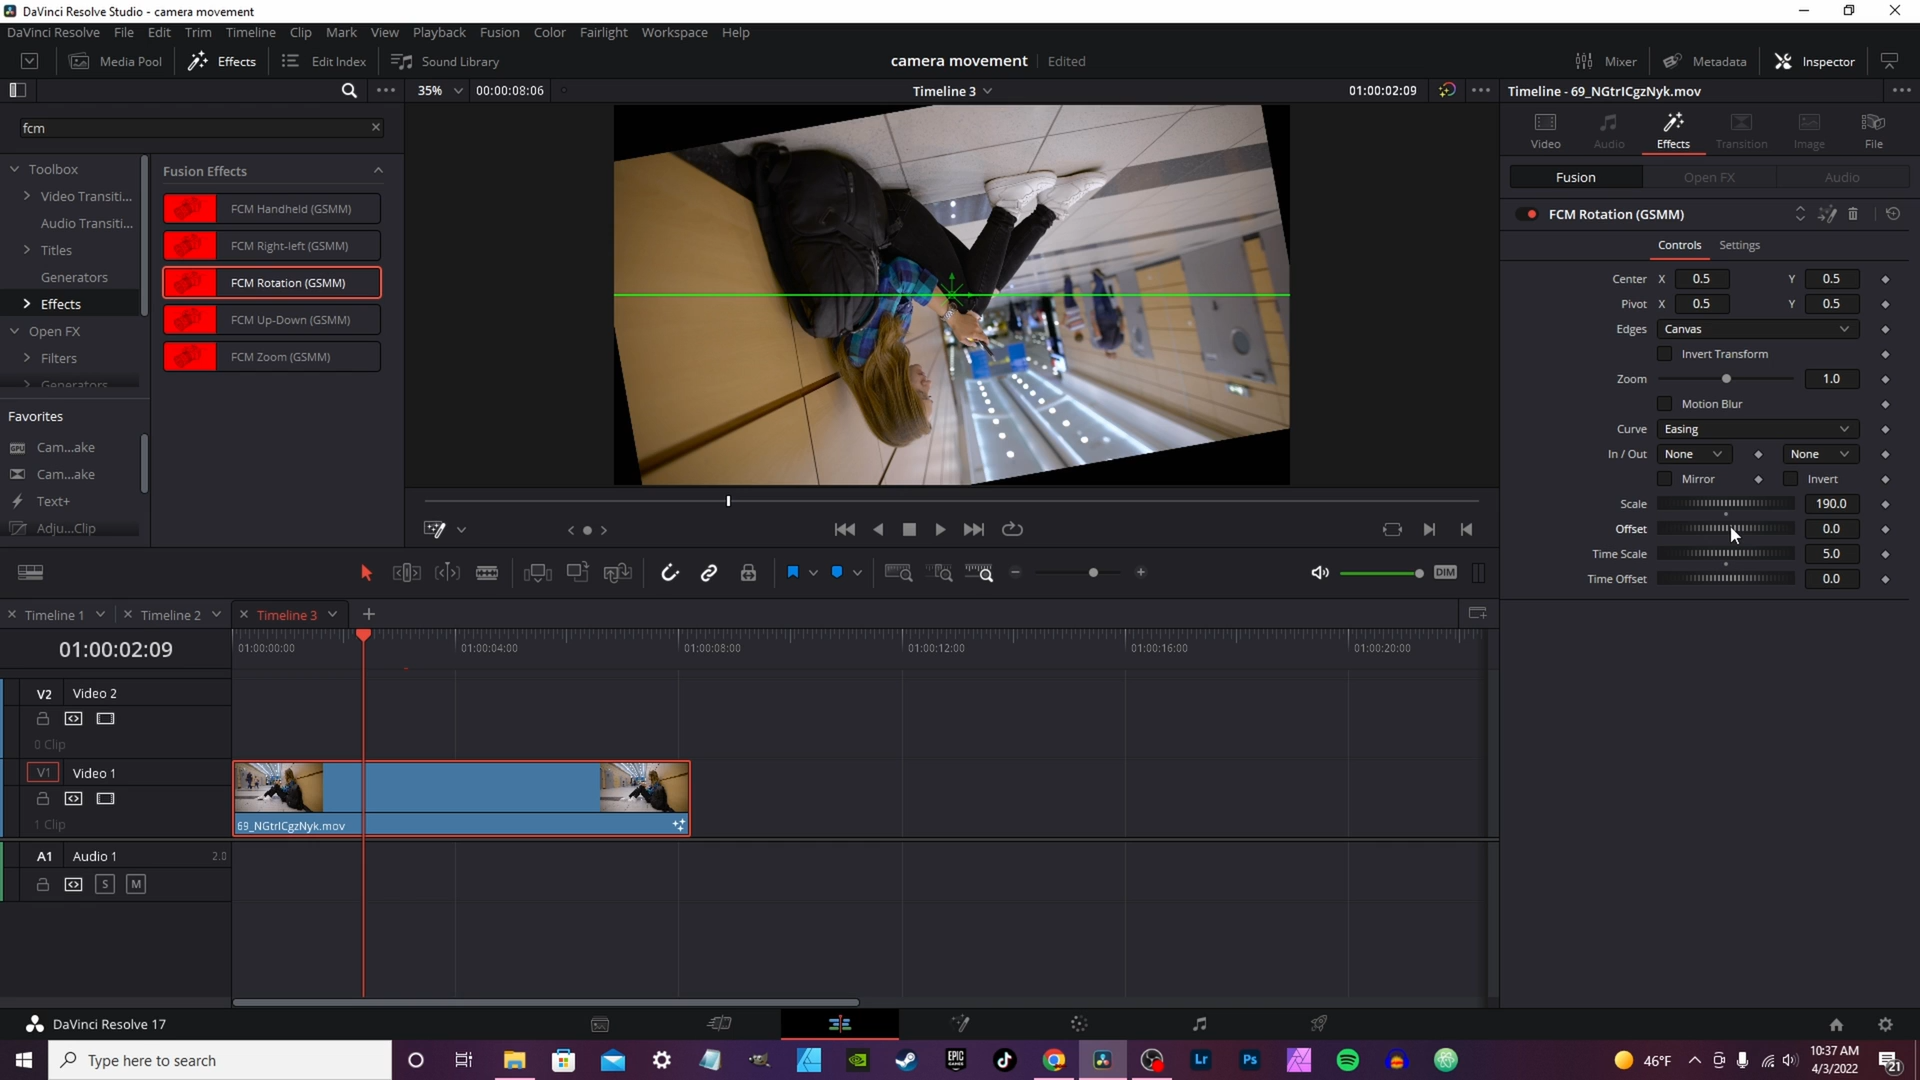 DaVinci Resolve Studio - camera movement
DaVinci Resolve File Edit Trim Timeline Clip Mark View Playback Fusion Color Fairlight Workspace Help
Media Pool Effects Edit Index Sound Library camera movement Edited Mixer Metadata Inspector
35% 00:00:08:06 Timeline 3 01:00:02:09 Timeline - 69_NGtrICgzNyk.mov
fcm
Toolbox
Video Transiti...
Audio Transiti...
Titles
Generators
Effects
Open FX
Filters
Generators
Favorites
Cam...ake
Cam...ake
Text+
Adju...Clip
Fusion Effects
FCM Handheld (GSMM)
FCM Right-left (GSMM)
FCM Rotation (GSMM)
FCM Up-Down (GSMM)
FCM Zoom (GSMM)
Video Audio Effects Transition Image File
Fusion Open FX Audio
FCM Rotation (GSMM)
Controls Settings
Center X 0.5 Y 0.5
Pivot X 0.5 Y 0.5
Edges Canvas
Invert Transform
Zoom 1.0
Motion Blur
Curve Easing
In / Out None None
Mirror Invert
Scale 190.0
Offset 0.0
Time Scale 5.0
Time Offset 0.0
DIM
Timeline 1 Timeline 2 Timeline 3
01:00:02:09
01:00:00:00 01:00:04:00 01:00:08:00 01:00:12:00 01:00:16:00 01:00:20:00
V2 Video 2
0 Clip
V1 Video 1
1 Clip
69_NGtrICgzNyk.mov
A1 Audio 1 2.0
S M
DaVinci Resolve 17
Type here to search
Lr Ps
46°F
10:37 AM
4/3/2022
21